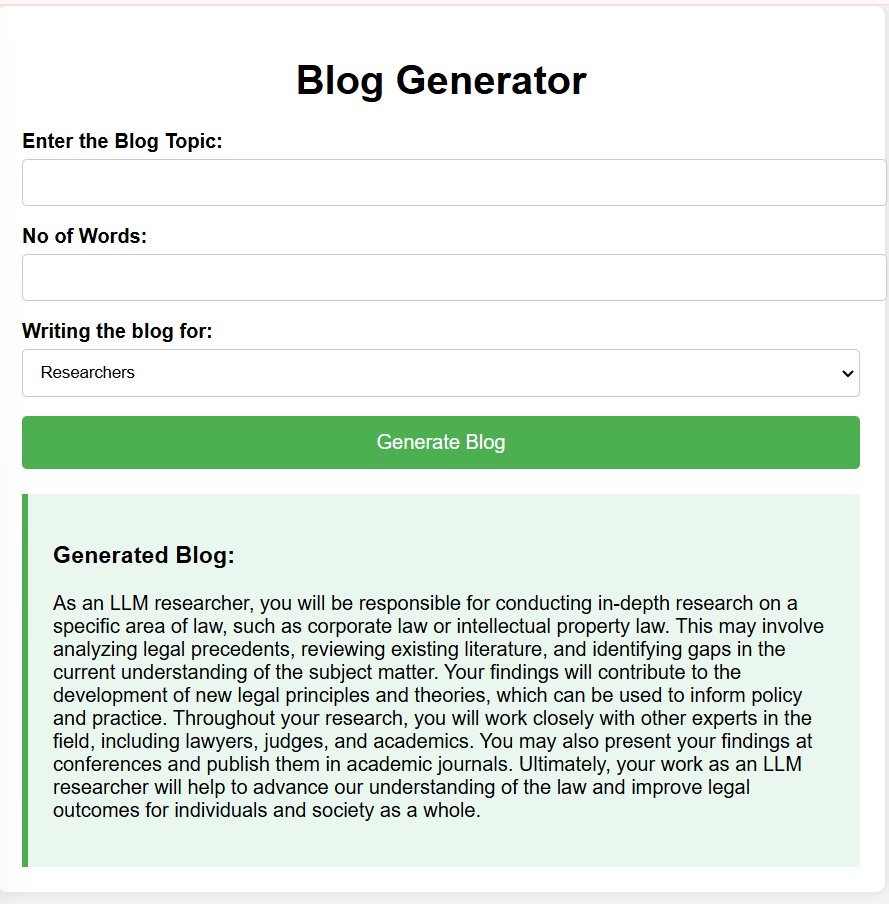 Blog Generator
Enter the Blog Topic:
No of Words:
Writing the blog for:
Researchers
Generate Blog
Generated Blog:
As an LLM researcher, you will be responsible for conducting in-depth research on a
specific area of law, such as corporate law or intellectual property law. This may involve
analyzing legal precedents, reviewing existing literature, and identifying gaps in the
current understanding of the subject matter. Your findings will contribute to the
development of new legal principles and theories, which can be used to inform policy
and practice. Throughout your research, you will work closely with other experts in the
field, including lawyers, judges, and academics. You may also present your findings at
conferences and publish them in academic journals. Ultimately, your work as an LLM
researcher will help to advance our understanding of the law and improve legal
outcomes for individuals and society as a whole.